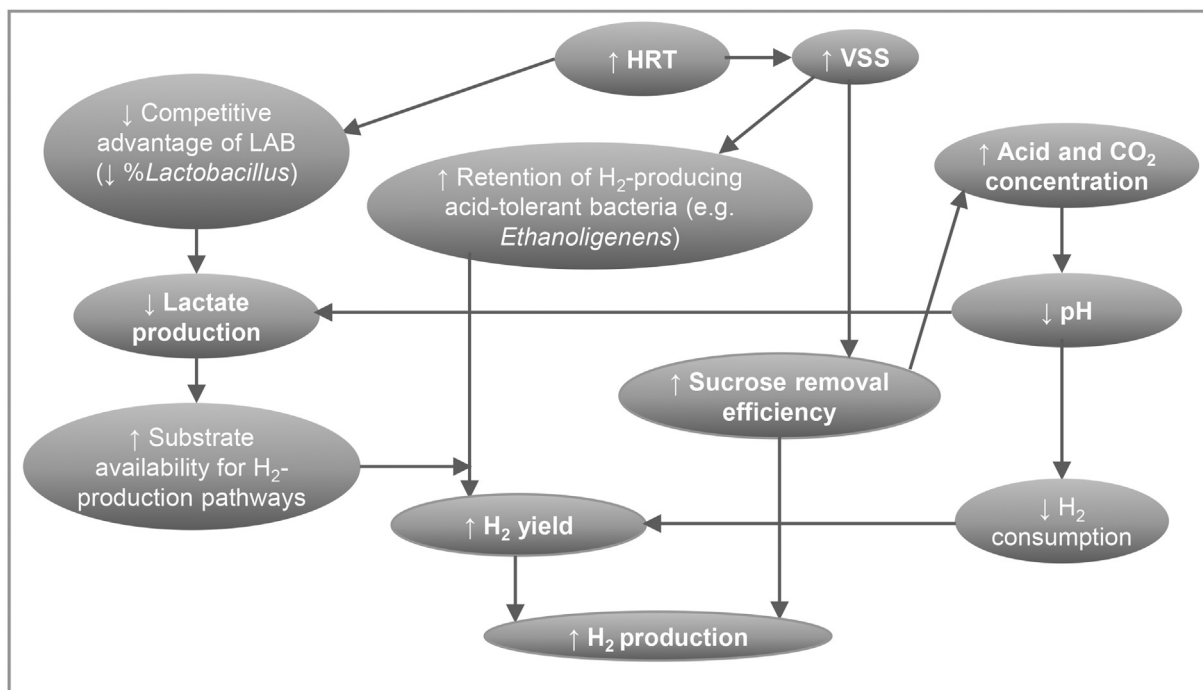 ↑ HRT
↑ VSS
↓ Competitive
advantage of LAB
(↓ %Lactobacillus)
↑ Retention of H₂-producing
acid-tolerant bacteria (e.g.
Ethanoligenens)
↑ Acid and CO₂
concentration
↓ Lactate
production
↓ pH
↑ Sucrose removal
efficiency
↑ Substrate
availability for H₂-
production pathways
↑ H₂ yield
↓ H₂
consumption
↑ H₂ production